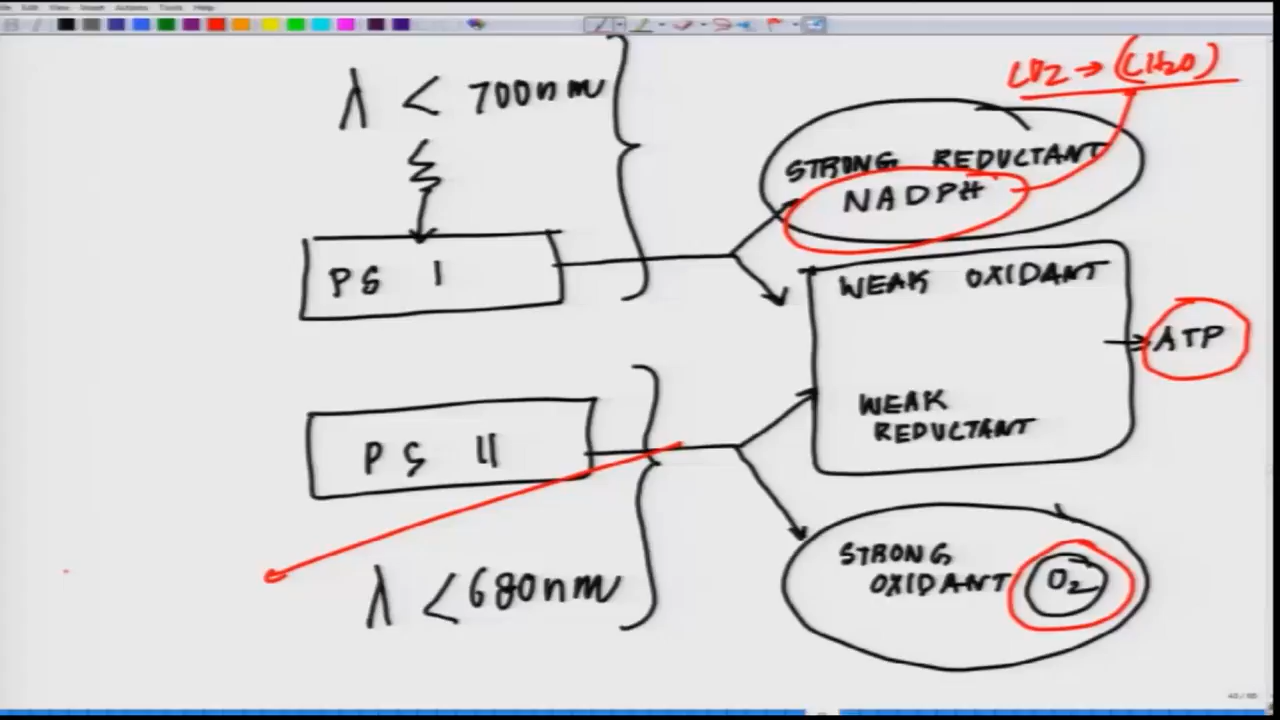 λ < 700nm
CO2 → (CH2O)
STRONG REDUCTANT
NADPH
PS I
WEAK OXIDANT
ATP
WEAK
REDUCTANT
PS II
STRONG
OXIDANT O2
λ < 680nm